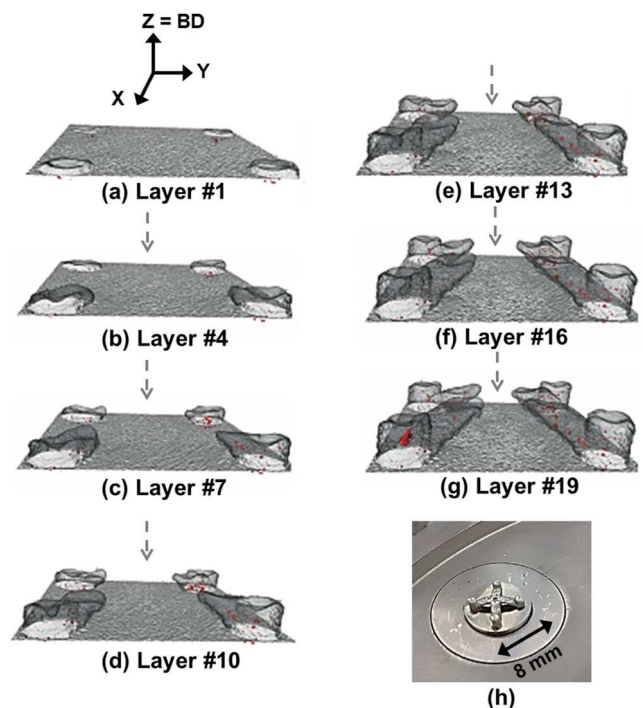 Z = BD
Y
X
(a) Layer #1
(b) Layer #4
(c) Layer #7
(d) Layer #10
(e) Layer #13
(f) Layer #16
(g) Layer #19
8 mm
(h)